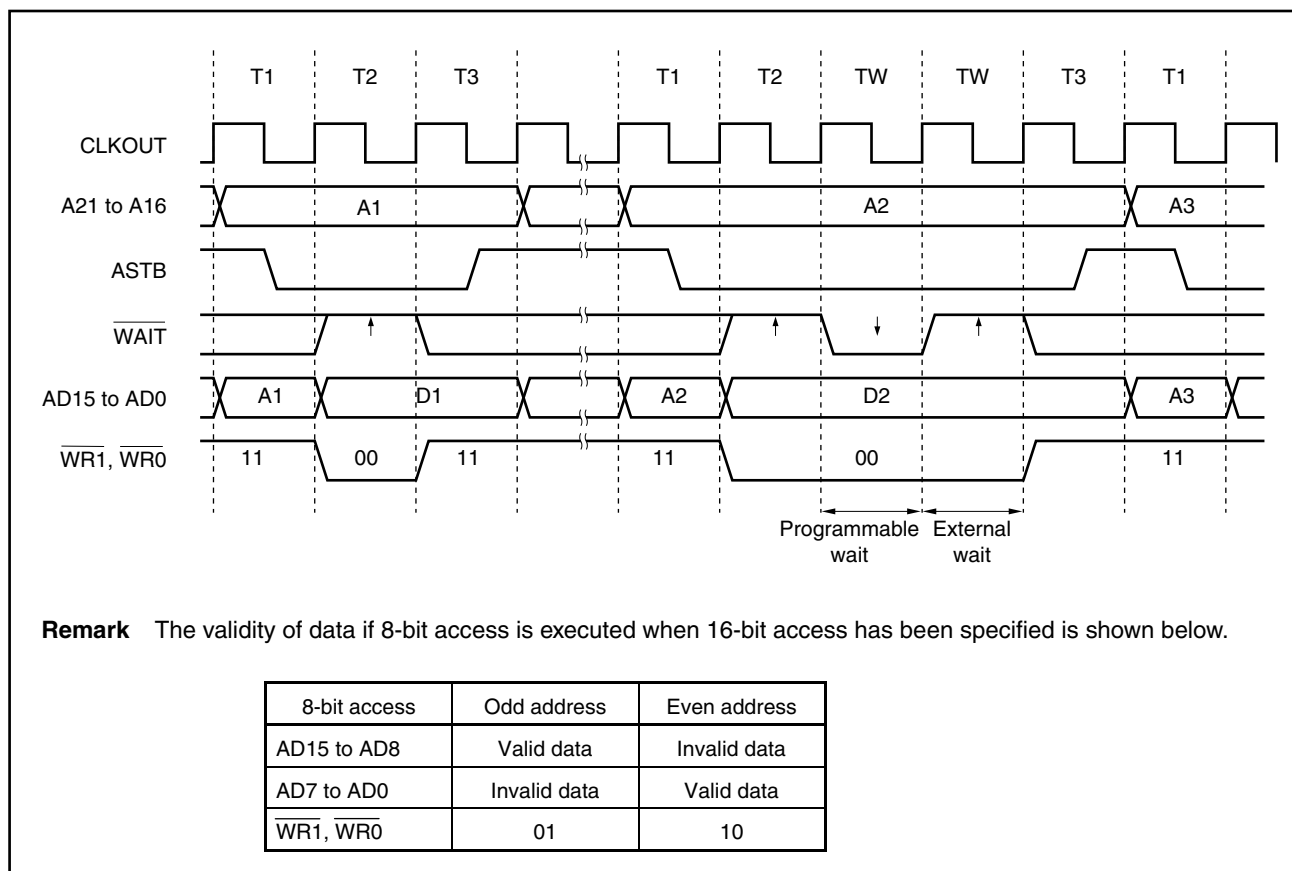 T1 T2 T3 T1 T2 TW TW T3 T1
CLKOUT
A21 to A16 A1 A2 A3
ASTB
WAIT
AD15 to AD0 A1 D1 A2 D2 A3
WR1, WR0 11 00 11 11 00 11
Programmable wait External wait
Remark The validity of data if 8-bit access is executed when 16-bit access has been specified is shown below.
8-bit access Odd address Even address
AD15 to AD8 Valid data Invalid data
AD7 to AD0 Invalid data Valid data
WR1, WR0 01 10